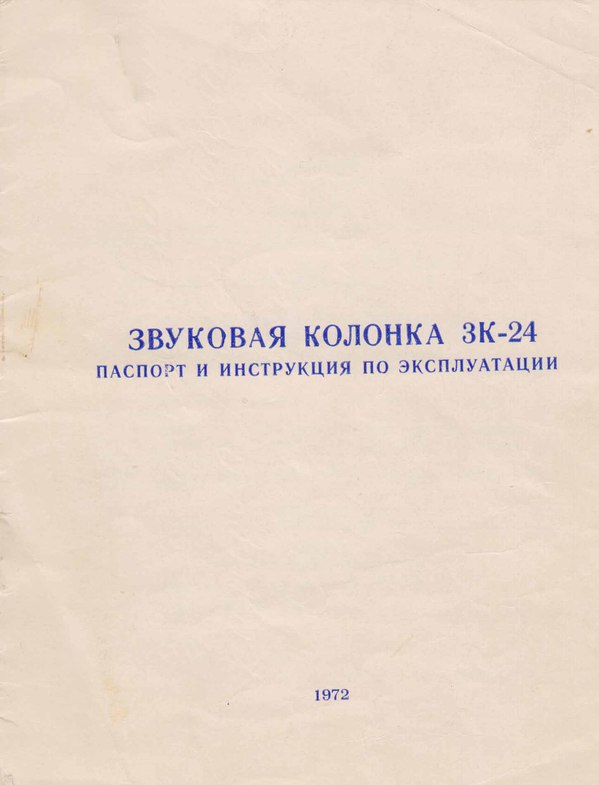 ЗВУКОВАЯ КОЛОНКА ЗК-24
ПАСПОРТ И ИНСТРУКЦИЯ ПО ЭКСПЛУАТАЦИИ
1972